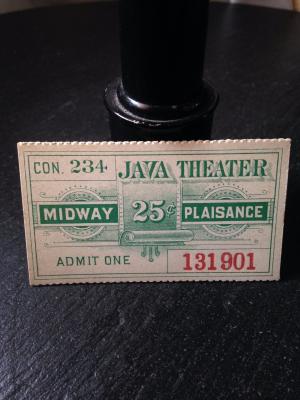 CON. 234 JAVA THEATER
MIDWAY 25¢ PLAISANCE
ADMIT ONE 131901